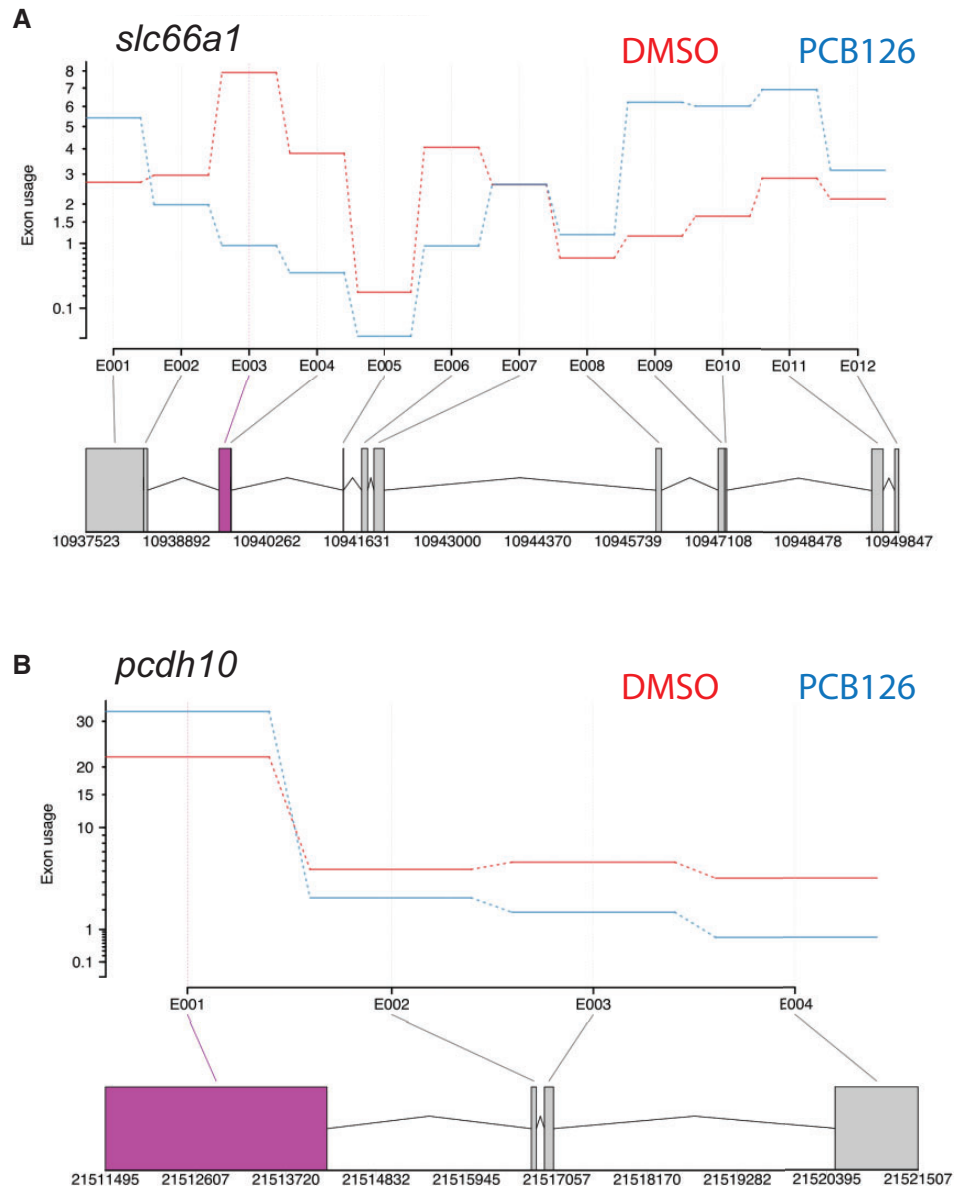 A
slc66a1
DMSO
PCB126
8
7
6
5
4
3
2
1.5
1
0.1
Exon usage
E001 E002 E003 E004 E005 E006 E007 E008 E009 E010 E011 E012
10937523 10938892 10940262 10941631 10943000 10944370 10945739 10947108 10948478 10949847
B
pcdh10
DMSO
PCB126
30
20
15
10
1
0.1
Exon usage
E001 E002 E003 E004
21511495 21512607 21513720 21514832 21515945 21517057 21518170 21519282 21520395 21521507